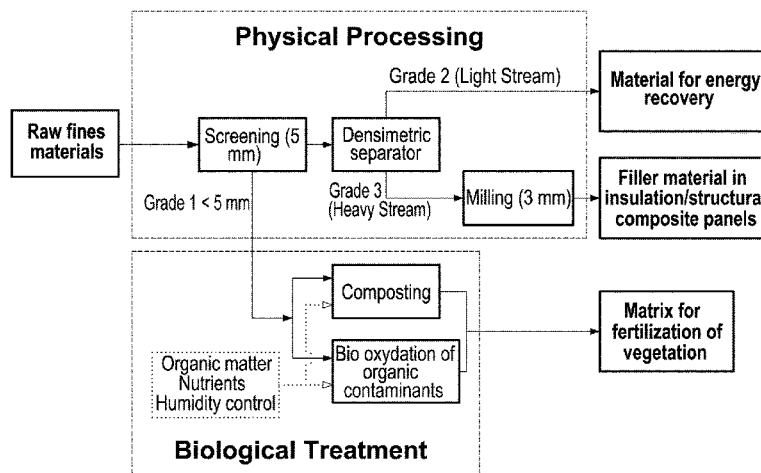 Physical Processing
Grade 2 (Light Stream)
Material for energy
recovery
Raw fines
materials
Screening (5
mm)
Densimetric
separator
Grade 1 < 5 mm
Grade 3
(Heavy Stream)
Milling (3 mm)
Filler material in
insulation/structura
composite panels
Composting
Bio oxydation of
organic
contaminants
Organic matter
Nutrients
Humidity control
Matrix for
fertilization of
vegetation
Biological Treatment